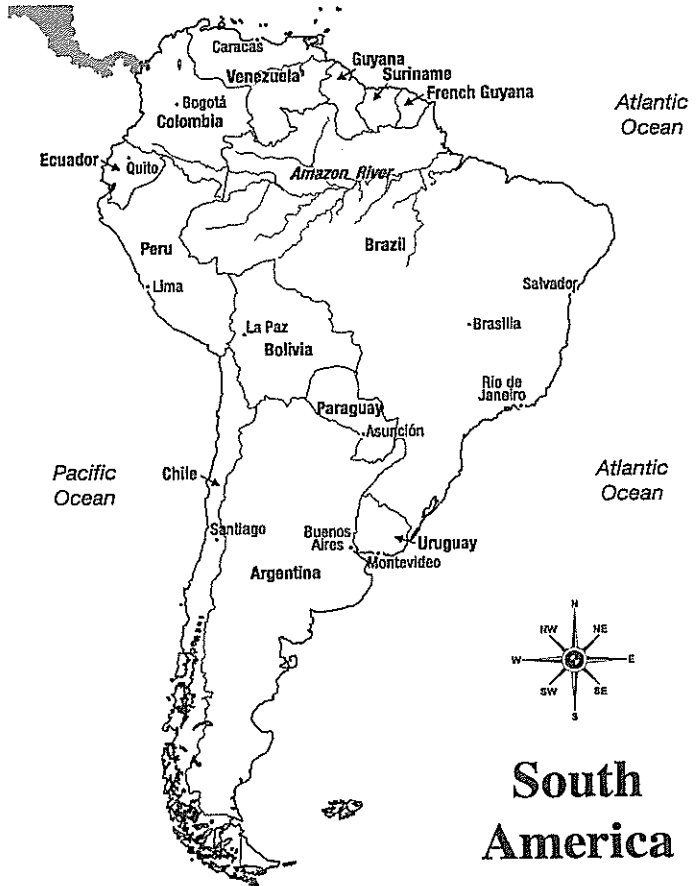 Caracas
Venezuela
Guyana
Suriname
French Guyana
Atlantic
Ocean
Bogotá
Colombia
Ecuador
Quito
Amazon River
Peru
Brazil
Lima
Salvador
La Paz
Bolivia
Brasilia
Rio de
Janeiro
Paraguay
Asunción
Pacific
Ocean
Chile
Atlantic
Ocean
Santiago
Buenos
Aires
Uruguay
Montevideo
Argentina
N
NW
NE
W
E
SW
SE
S
South
America